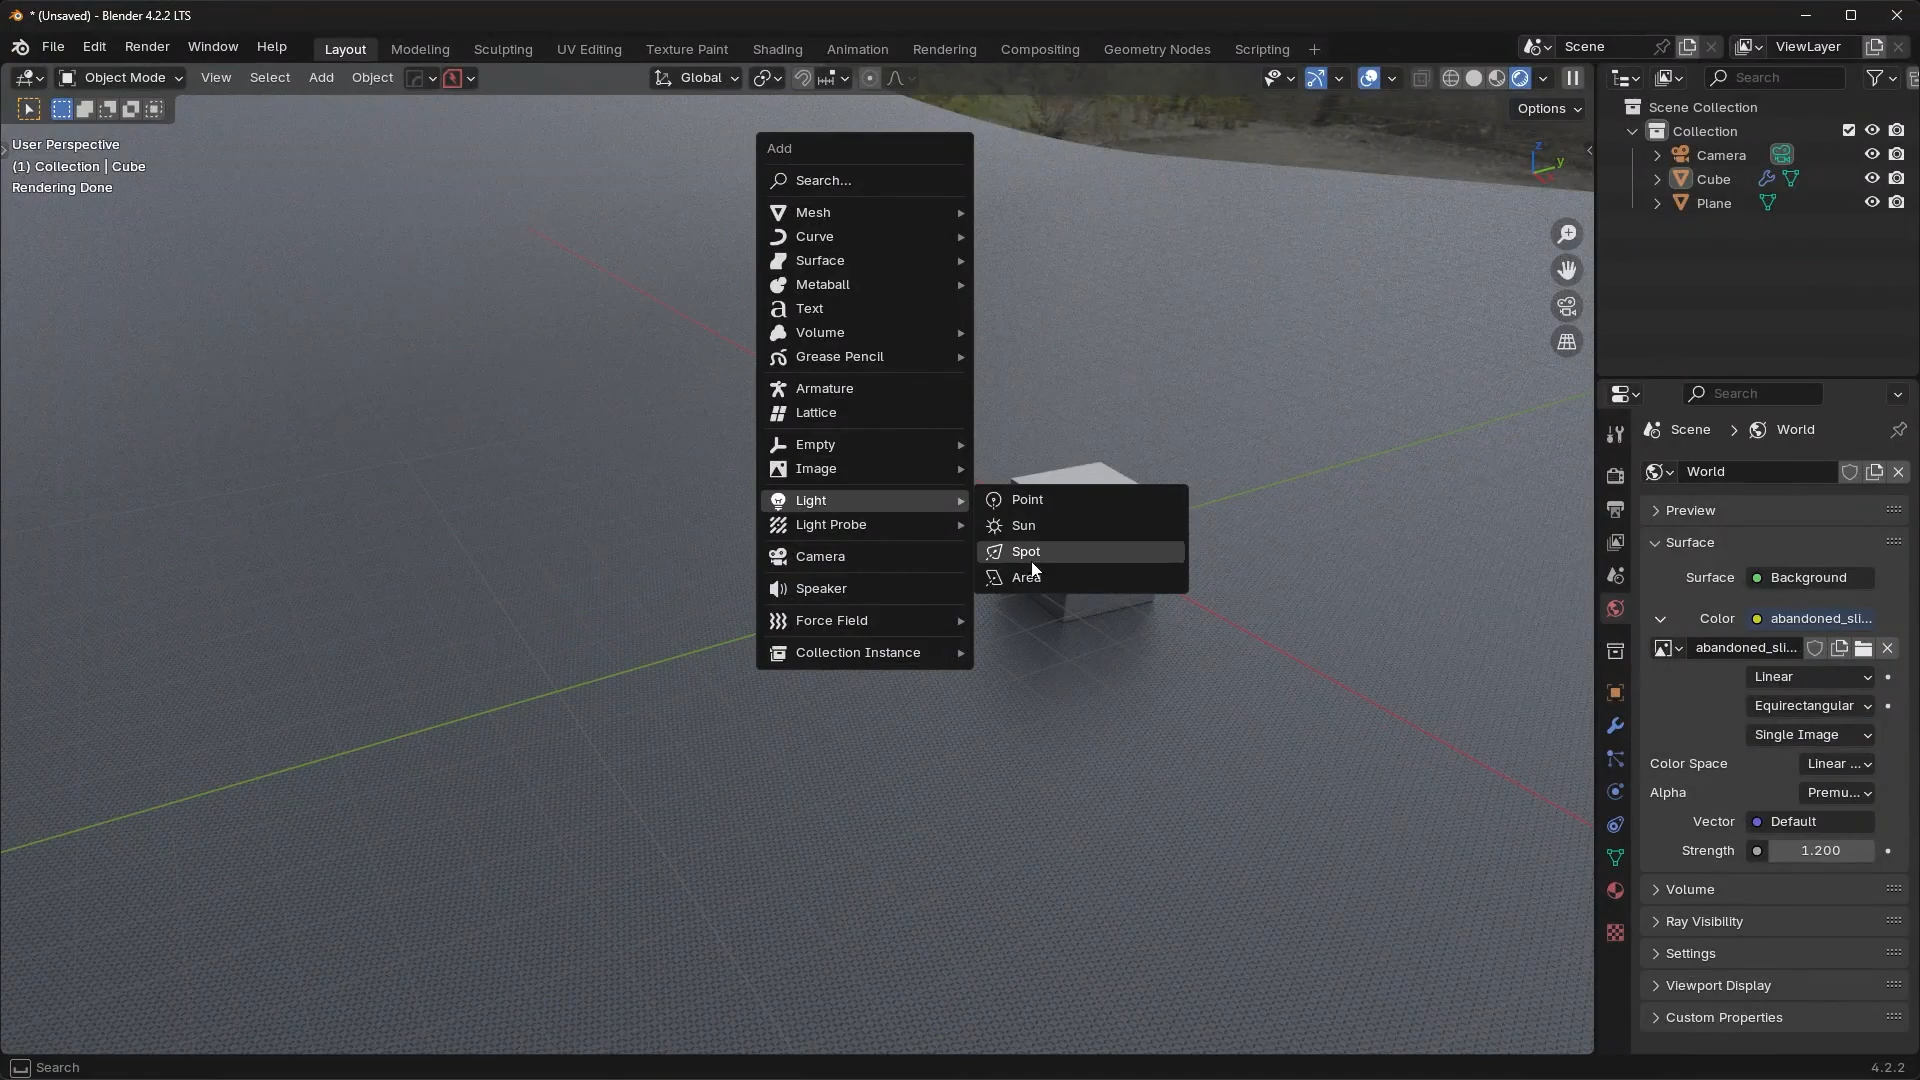 * (Unsaved) - Blender 4.2.2 LTS
File Edit Render Window Help Layout Modeling Sculpting UV Editing Texture Paint Shading Animation Rendering Compositing Geometry Nodes Scripting + Scene ViewLayer
Object Mode View Select Add Object Global Search
Options
User Perspective
(1) Collection | Cube
Rendering Done
z
y
Add
Search...
Mesh
Curve
Surface
Metaball
Text
Volume
Grease Pencil
Armature
Lattice
Empty
Image
Light
Light Probe
Camera
Speaker
Force Field
Collection Instance
Point
Sun
Spot
Area
Scene Collection
Collection
Camera
Cube
Plane
Search
Scene > World
World
Preview
Surface
Surface Background
Color abandoned_sli...
abandoned_sli...
Linear
Equirectangular
Single Image
Color Space Linear ...
Alpha Premu...
Vector Default
Strength 1.200
Volume
Ray Visibility
Settings
Viewport Display
Custom Properties
Search
4.2.2